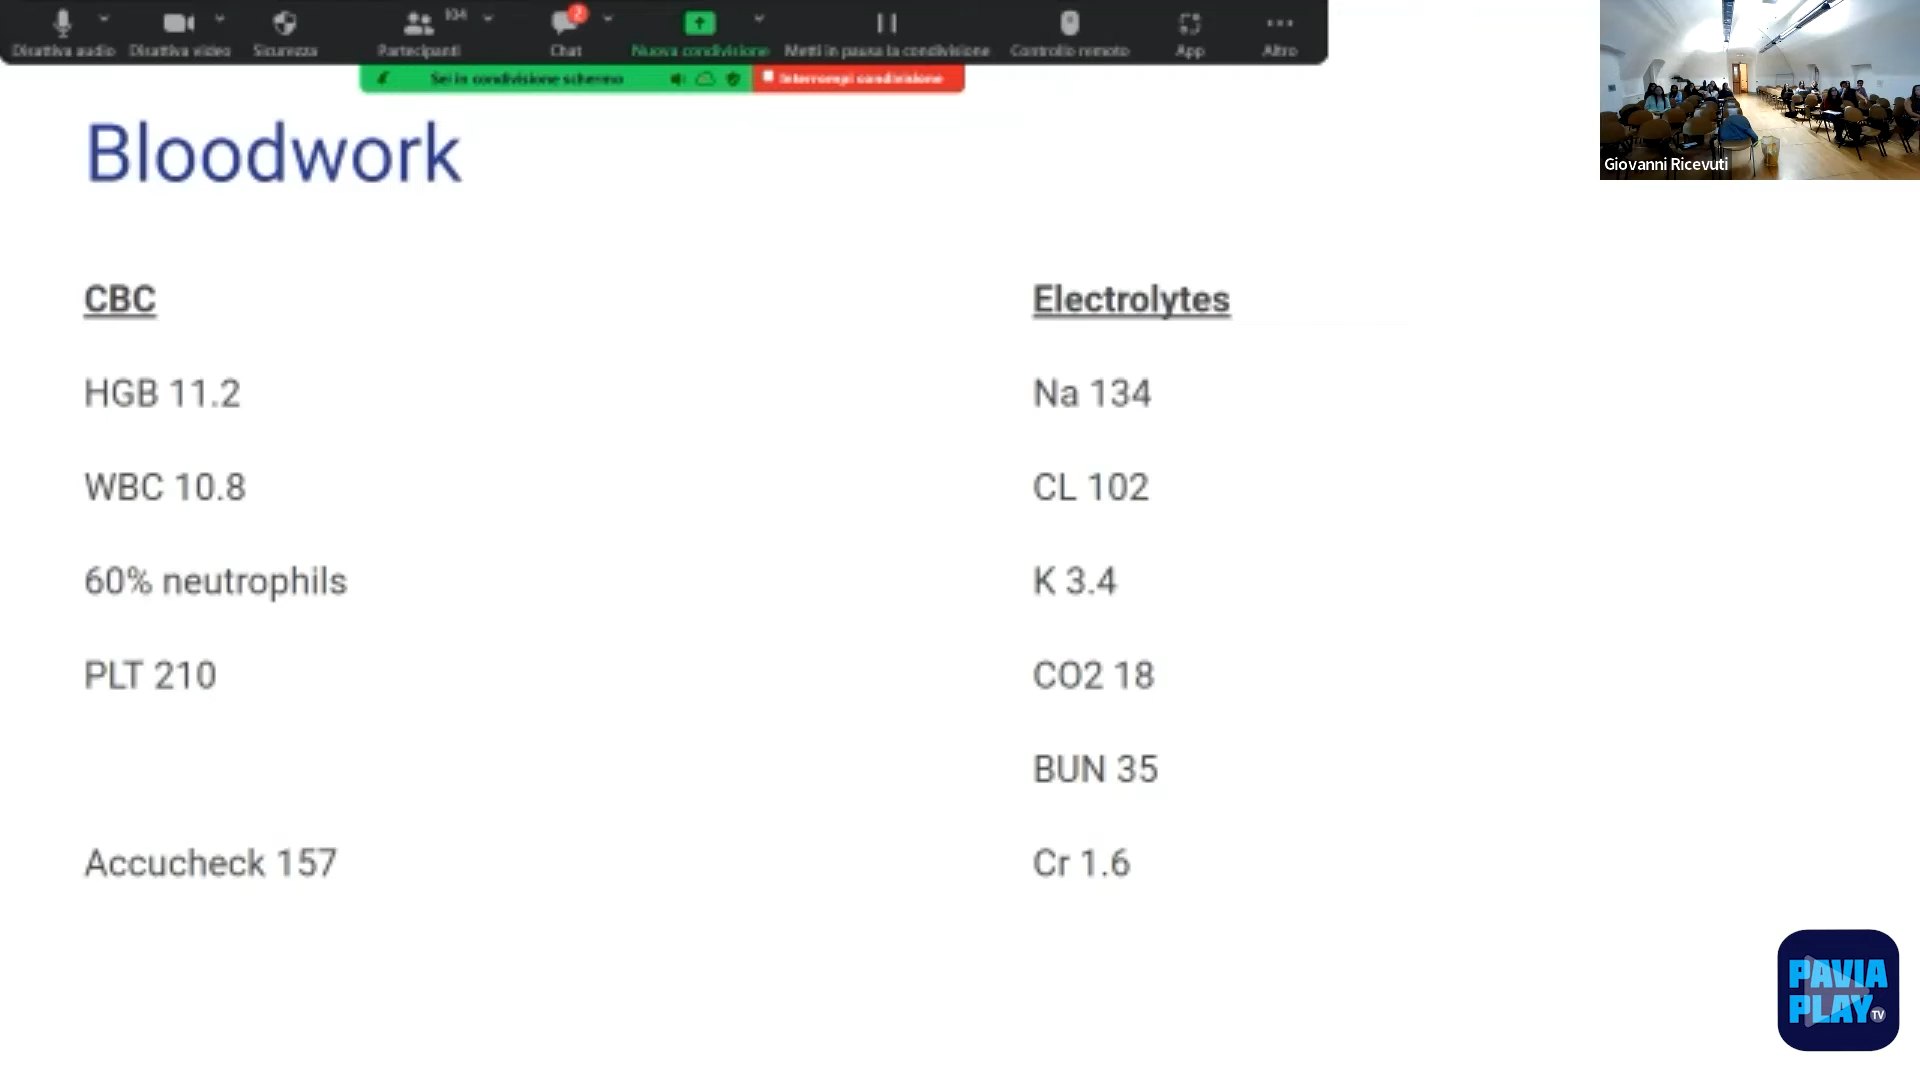 Disattiva audio
Disattiva video
Sicurezza
Partecipanti
104
Chat
2
Nuova condivisione
Metti in pausa la condivisione
Controllo remoto
App
Altro
Sei in condivisione schermo
Interrompi condivisione
Giovanni Ricevuti
Bloodwork
CBC
HGB 11.2
WBC 10.8
60% neutrophils
PLT 210
Accucheck 157
Electrolytes
Na 134
CL 102
K 3.4
CO2 18
BUN 35
Cr 1.6
PAVIA
PLAY TV